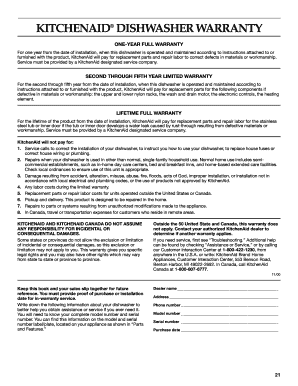 KITCHENAID® DISHWASHER WARRANTY
ONE-YEAR FULL WARRANTY
For one year from the date of installation, when this dishwasher is operated and maintained according to instructions attached to or furnished
with the product, KitchenAid will pay for replacement parts and repair labor to correct defects in materials or workmanship.
Service must be provided by a KitchenAid designated service company.
SECOND THROUGH FIFTH YEAR LIMITED WARRANTY
For the second through fifth year from the date of installation, when this dishwasher is operated and maintained according to
instructions attached to or furnished with the product, KitchenAid will pay for replacement parts for the following components if
defective in materials or workmanship: the upper and lower nylon racks, the wash and drain motor, the electronic controls, the heating
element.
LIFETIME FULL WARRANTY
For the lifetime of the product from the date of installation, KitchenAid will pay for replacement parts and repair labor for the stainless
steel tub or inner door if the tub or inner door develops a water leak caused by rust-through resulting from defective materials or
workmanship. Service must be provided by a KitchenAid designated service company.
KitchenAid will not pay for:
1. Service calls to correct the installation of your dishwasher, to instruct you how to use your dishwasher, to replace house fuses or
correct house wiring or plumbing.
2. Repairs when your dishwasher is used in other than normal, single family household use. Normal home use includes semi-
commercial establishments, such as in-home day care centers, bed and breakfast, and home based extended care facilities.
Check local ordinances to ensure use of this unit is appropriate.
3. Damage resulting from accident, alteration, misuse, abuse, fire, floods, acts of God, improper installation, or installation not in
accordance with local electrical and plumbing codes, or the use of products not approved by KitchenAid.
4. Any labor costs during the limited warranty.
5. Replacement parts or repair labor costs for units operated outside the United States or Canada.
6. Pickup and delivery. This product is designed to be repaired in the home.
7. Repairs to parts or systems resulting from unauthorized modifications made to the appliance.
8. In Canada, travel or transportation expenses for customers who reside in remote areas.
KITCHENAID AND KITCHENAID CANADA DO NOT ASSUME
ANY RESPONSIBILITY FOR INCIDENTAL OR
CONSEQUENTIAL DAMAGES.
Some states or provinces do not allow the exclusion or limitation
of incidental or consequential damages, so this exclusion or
limitation may not apply to you. This warranty gives you specific
legal rights and you may also have other rights which may vary
from state to state or province to province.
Outside the 50 United States and Canada, this warranty does
not apply. Contact your authorized KitchenAid dealer to
determine if another warranty applies.
If you need service, first see "Troubleshooting." Additional help
can be found by checking "Assistance or Service," or by calling
our Customer Interaction Center at 1-800-422-1230, from
anywhere in the U.S.A. or write: KitchenAid Brand Home
Appliances, Customer Interaction Center, 553 Benson Road,
Benton Harbor, MI 49022-2692. In Canada, call KitchenAid
Canada at 1-800-807-6777.
11/00
Keep this book and your sales slip together for future
reference. You must provide proof of purchase or installation
date for in-warranty service.
Write down the following information about your dishwasher to
better help you obtain assistance or service if you ever need it.
You will need to know your complete model number and serial
number. You can find this information on the model and serial
number label/plate, located on your appliance as shown in "Parts
and Features."
Dealer name
Address
Phone number
Model number
Serial number
Purchase date
21